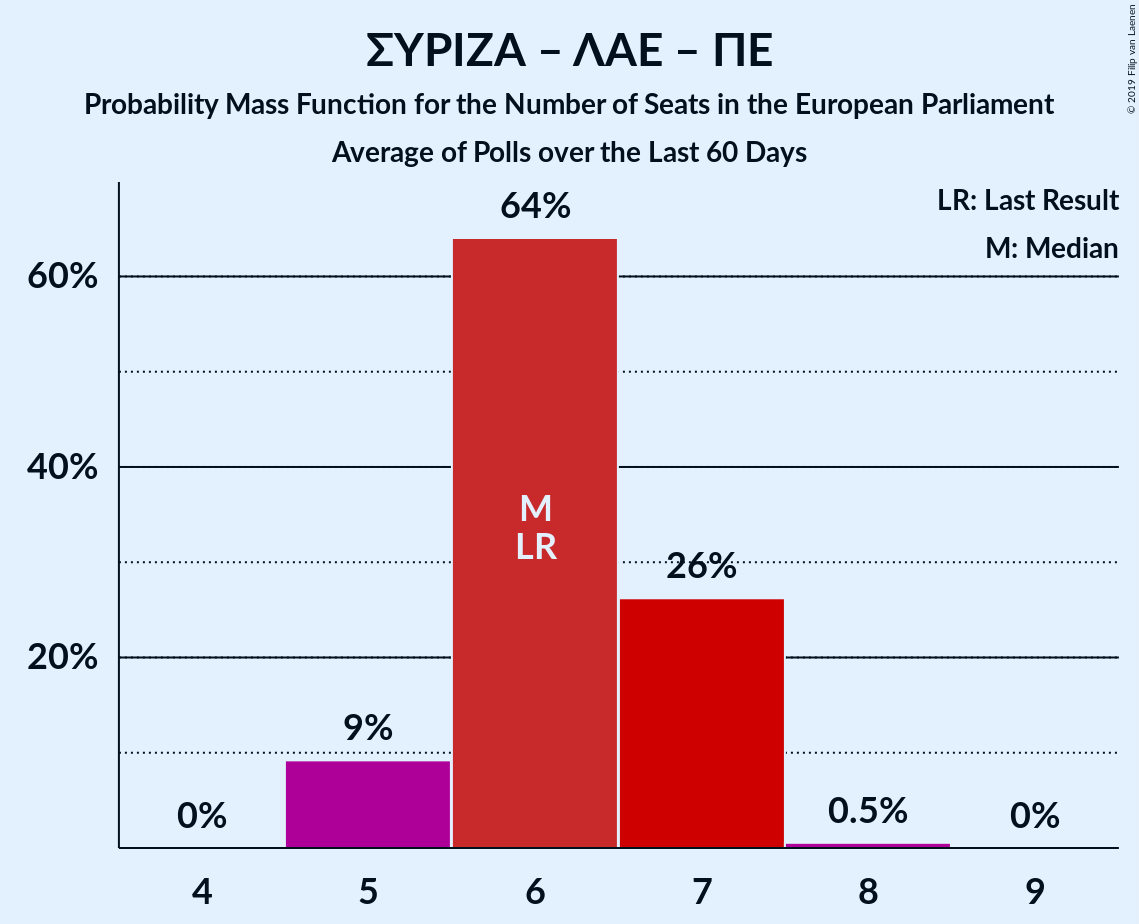 ΣΥΡΙΖΑ – ΛΑΕ – ΠΕ
Probability Mass Function for the Number of Seats in the European Parliament
Average of Polls over the Last 60 Days
© 2019 Filip van Laenen
LR: Last Result
M: Median
64%
60%
40%
M
LR
26%
20%
9%
0%
0.5%
0%
4 5 6 7 8 9